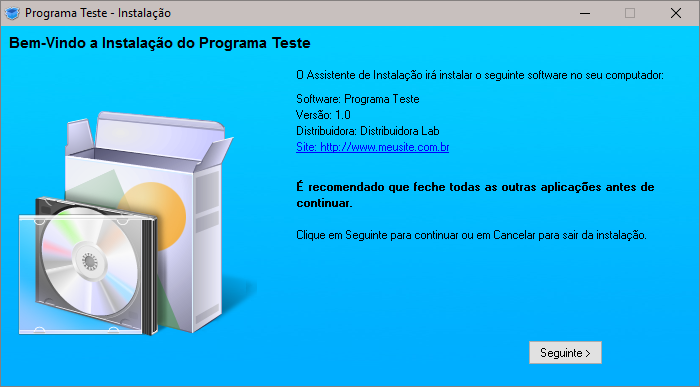 Programa Teste - Instalação
Bem-Vindo a Instalação do Programa Teste
O Assistente de Instalação irá instalar o seguinte software no seu computador:
Software: Programa Teste
Versão: 1.0
Distribuidora: Distribuidora Lab
Site: http://www.meusite.com.br
É recomendado que feche todas as outras aplicações antes de
continuar.
Clique em Seguinte para continuar ou em Cancelar para sair da instalação.
Seguinte >